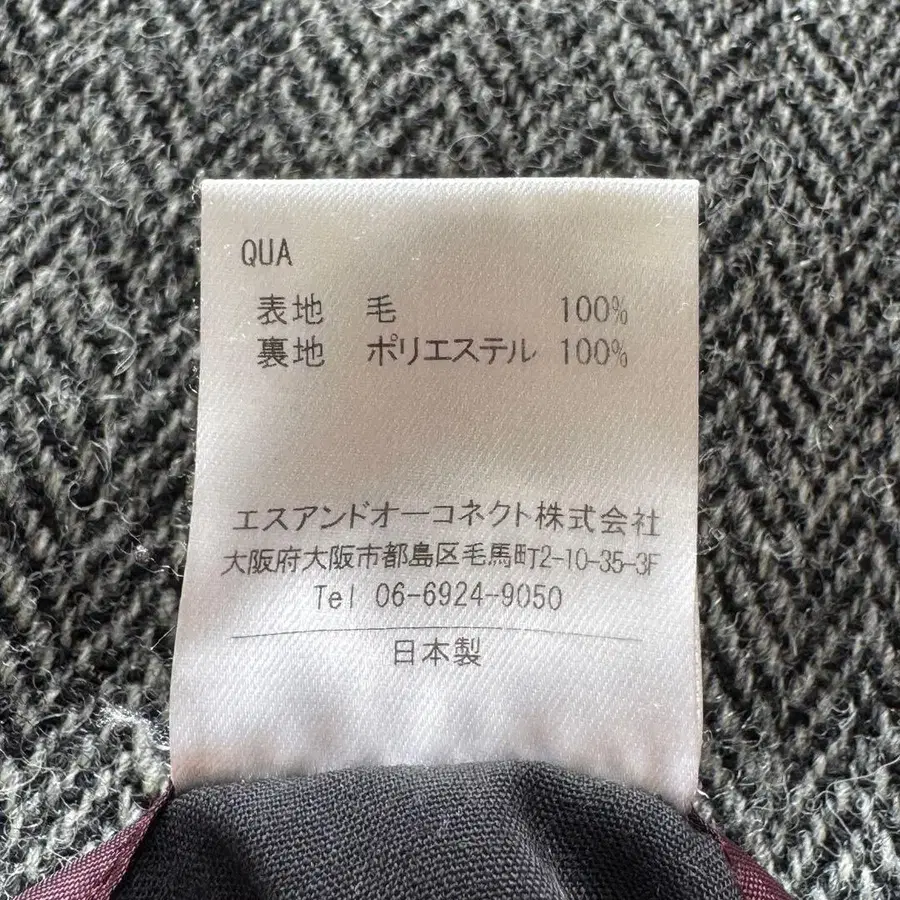 QUA
表地 毛 100%
裏地 ポリエステル 100%
エスアンドオーコネクト株式会社
大阪府大阪市都島区毛馬町2-10-35-3F
Tel 06-6924-9050
日本製